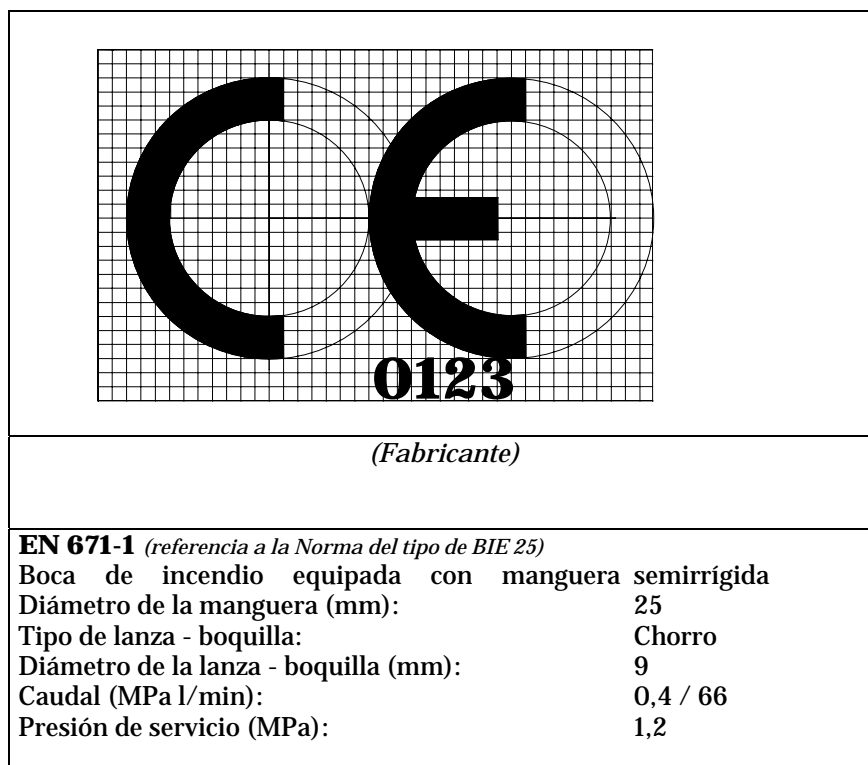 CE
0123
(Fabricante)
EN 671-1 (referencia a la Norma del tipo de BIE 25)
Boca de incendio equipada con manguera semirrígida
Diámetro de la manguera (mm): 25
Tipo de lanza - boquilla: Chorro
Diámetro de la lanza - boquilla (mm): 9
Caudal (MPa l/min): 0,4 / 66
Presión de servicio (MPa): 1,2